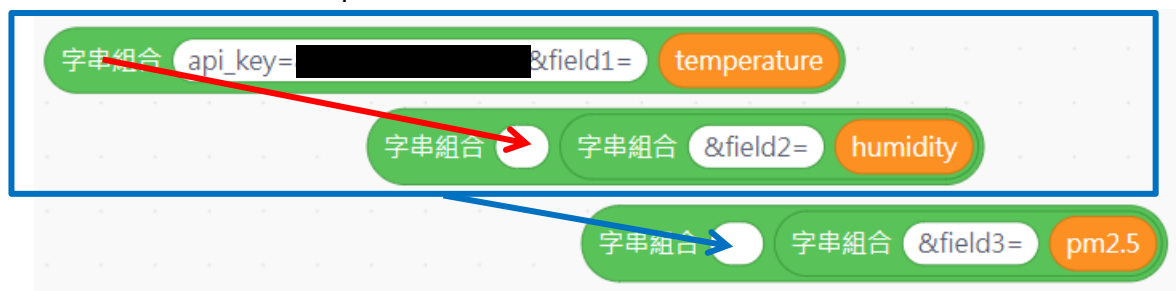 字串組合 api_key= &field1= temperature
字串組合 字串組合 &field2= humidity
字串組合 字串組合 &field3= pm2.5